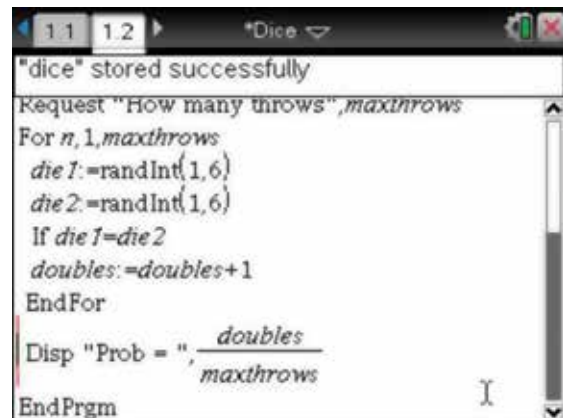 1.1 1.2 *Dice
"dice" stored successfully
Request "How many throws",maxthrows
For n,1,maxthrows
die1:=randInt(1,6)
die2:=randInt(1,6)
If die1=die2
doubles:=doubles+1
EndFor
Disp "Prob = ",doubles/maxthrows
EndPrgm